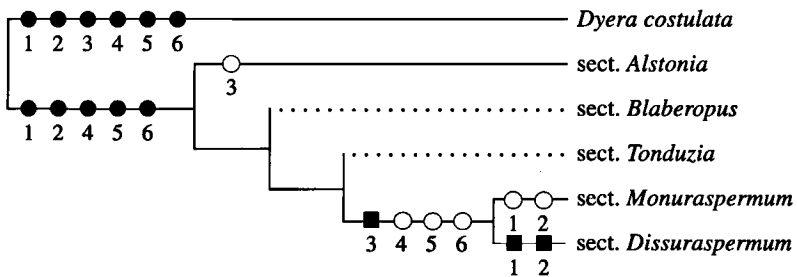 Dyera costulata
1 2 3 4 5 6
sect. Alstonia
3
sect. Blaberopus
1 2 4 5 6
sect. Tonduzia
sect. Monuraspermum
1 2
3 4 5 6
sect. Dissuraspermum
1 2